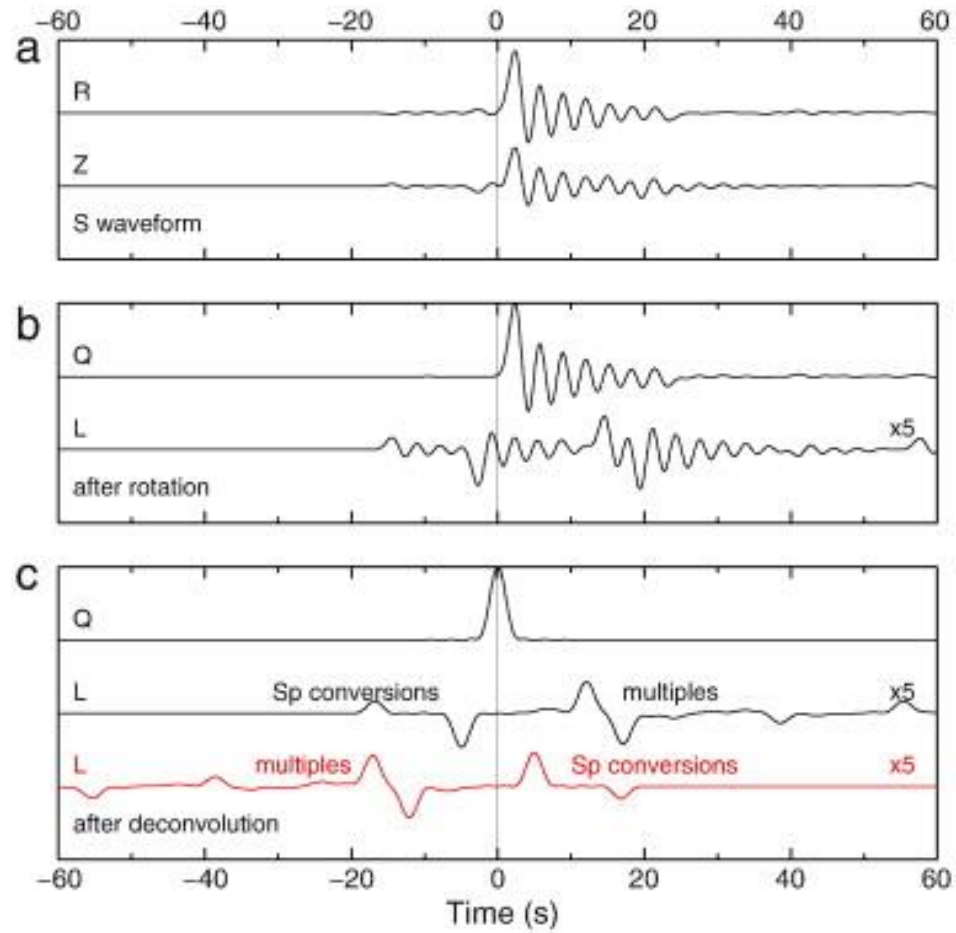 −60 −40 −20 0 20 40 60
a
R
Z
S waveform
b
Q
L x5
after rotation
c
Q
L Sp conversions multiples x5
L multiples Sp conversions x5
after deconvolution
−60 −40 −20 0 20 40 60
Time (s)